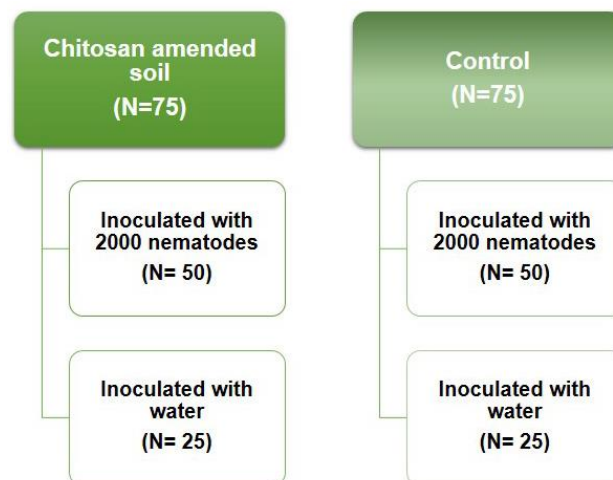 Chitosan amended
soil
(N=75)
Inoculated with
2000 nematodes
(N= 50)
Inoculated with
water
(N= 25)
Control
(N=75)
Inoculated with
2000 nematodes
(N= 50)
Inoculated with
water
(N= 25)